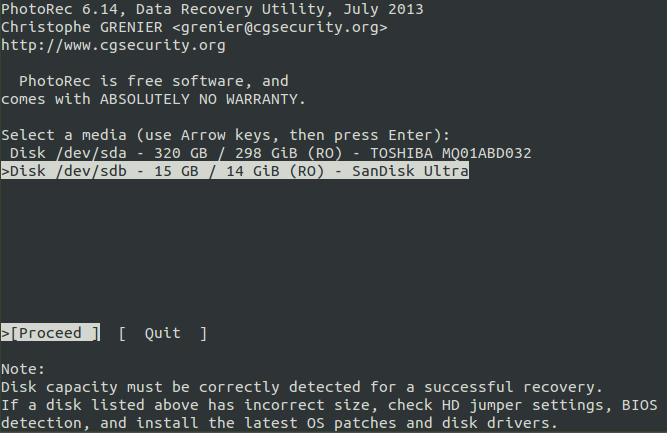 PhotoRec 6.14, Data Recovery Utility, July 2013
Christophe GRENIER <grenier@cgsecurity.org>
http://www.cgsecurity.org
PhotoRec is free software, and
comes with ABSOLUTELY NO WARRANTY.
Select a media (use Arrow keys, then press Enter):
Disk /dev/sda - 320 GB / 298 GiB (RO) - TOSHIBA MQ01ABD032
>Disk /dev/sdb - 15 GB / 14 GiB (RO) - SanDisk Ultra
>[Proceed ]  [  Quit  ]
Note:
Disk capacity must be correctly detected for a successful recovery.
If a disk listed above has incorrect size, check HD jumper settings, BIOS
detection, and install the latest OS patches and disk drivers.